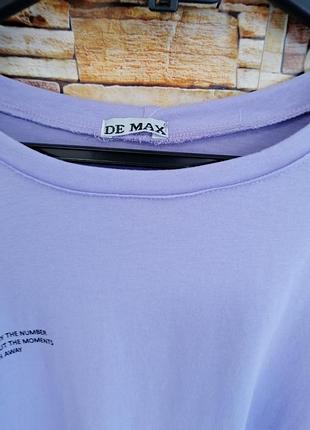 DE MAX
THE NUMBER
THE MOMENTS
AWAY